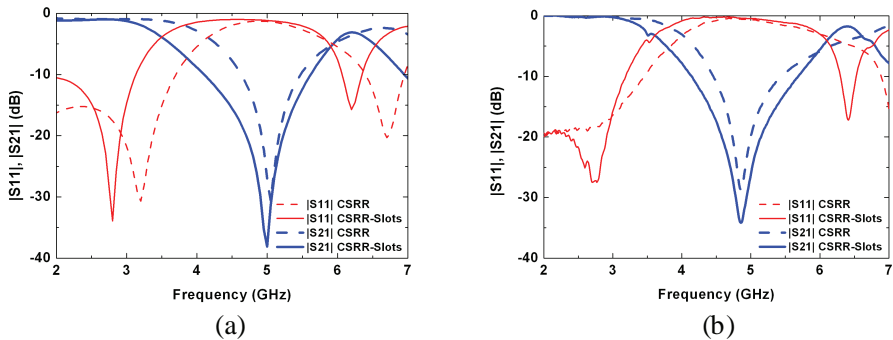 0
-10
-20
-30
-40
2 3 4 5 6 7
|S11|, |S21| (dB)
Frequency (GHz)
|S11| CSRR
|S11| CSRR-Slots
|S21| CSRR
|S21| CSRR-Slots
(a)
0
-10
-20
-30
-40
2 3 4 5 6 7
|S11|, |S21| (dB)
Frequency (GHz)
|S11| CSRR
|S11| CSRR-Slots
|S21| CSRR
|S21| CSRR-Slots
(b)